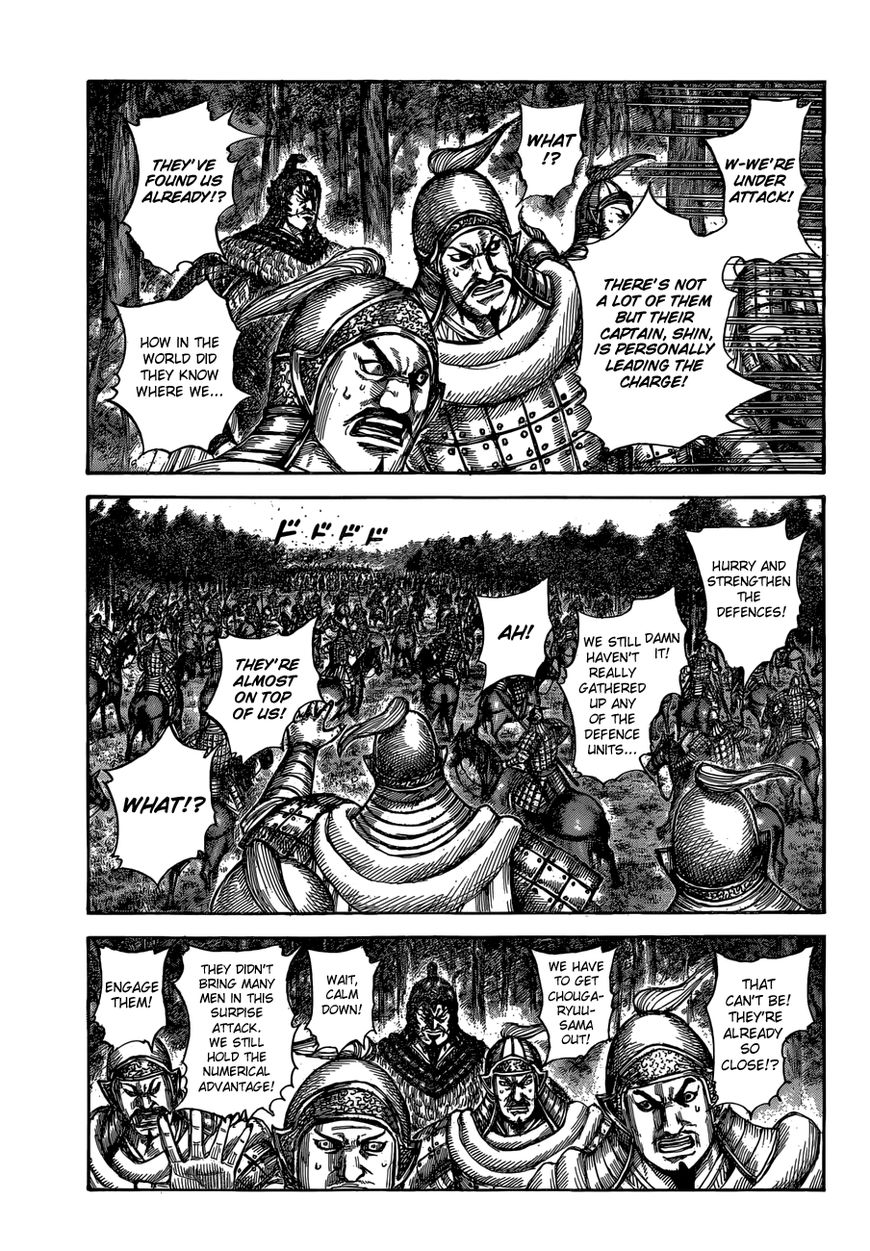 W-WE'RE
UNDER
ATTACK!
WHAT
!?
THERE'S NOT
A LOT OF THEM
BUT THEIR
CAPTAIN, SHIN,
IS PERSONALLY
LEADING THE
CHARGE!
THEY'VE
FOUND US
ALREADY!?
HOW IN THE
WORLD DID
THEY KNOW
WHERE WE...
HURRY AND
STRENGTHEN
THE
DEFENCES!
DAMN
IT!
WE STILL
HAVEN'T
REALLY
GATHERED
UP ANY
OF THE
DEFENCE
UNITS...
AH!
ドドドド
THEY'RE
ALMOST
ON TOP
OF US!
WHAT!?
THAT
CAN'T BE!
THEY'RE
ALREADY
SO
CLOSE!?
WE HAVE
TO GET
CHOUGA-
RYUU-
SAMA
OUT!
WAIT,
CALM
DOWN!
THEY DIDN'T
BRING MANY
MEN IN THIS
SURPISE
ATTACK.
WE STILL
HOLD THE
NUMERICAL
ADVANTAGE!
ENGAGE
THEM!